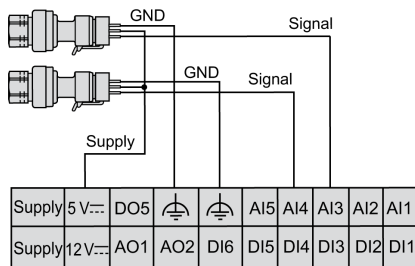 GND
Signal
GND
Signal
Supply
Supply 5 V⎓ DO5 AI5 AI4 AI3 AI2 AI1
Supply 12 V⎓ AO1 AO2 DI6 DI5 DI4 DI3 DI2 DI1